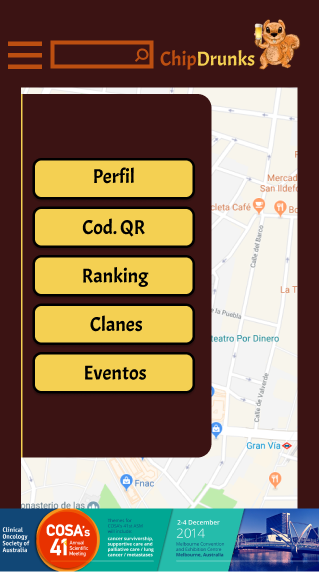 ChipDrunks
Perfil
Cod. QR
Ranking
Clanes
Eventos
Mercad
San Ildefo
cleta Café
Bo
Calle del Barco
La T
le la Puebla
teatro Por Dinero
Calle de Valverde
Gran Vía
Fnac
onasterio de las
Clinical
Oncology
Society of
Australia
COSA's
41
Annual
Scientific
Meeting
cancer survivorship,
supportive care and
palliative care / lung
cancer / metastases
2-4 December
2014
Melbourne Convention
and Exhibition Centre
Melbourne, Australia